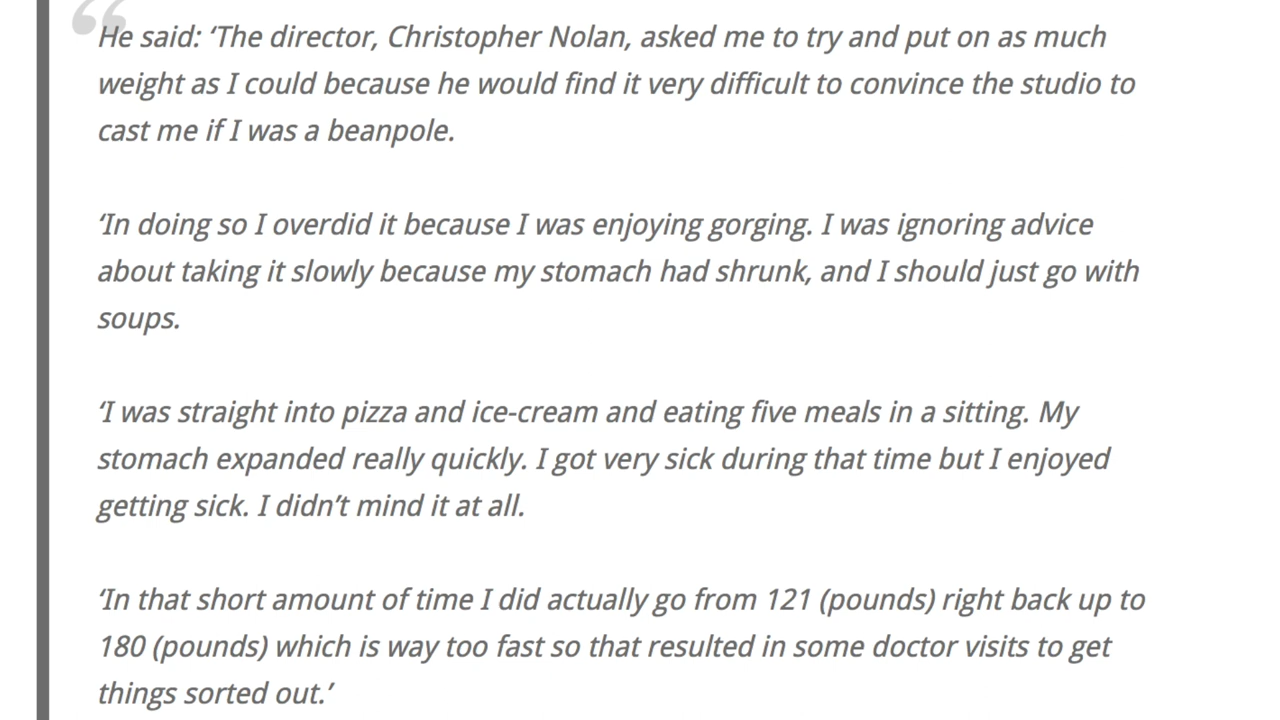 He said: ‘The director, Christopher Nolan, asked me to try and put on as much
weight as I could because he would find it very difficult to convince the studio to
cast me if I was a beanpole.
‘In doing so I overdid it because I was enjoying gorging. I was ignoring advice
about taking it slowly because my stomach had shrunk, and I should just go with
soups.
‘I was straight into pizza and ice-cream and eating five meals in a sitting. My
stomach expanded really quickly. I got very sick during that time but I enjoyed
getting sick. I didn’t mind it at all.
‘In that short amount of time I did actually go from 121 (pounds) right back up to
180 (pounds) which is way too fast so that resulted in some doctor visits to get
things sorted out.’